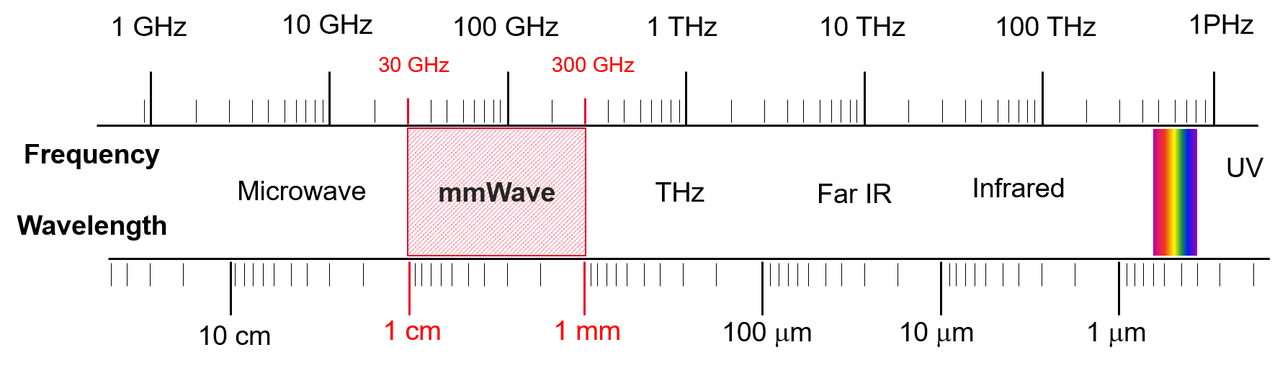 1 GHz 10 GHz 100 GHz 1 THz 10 THz 100 THz 1PHz
30 GHz 300 GHz
Frequency
Microwave mmWave THz Far IR Infrared UV
Wavelength
10 cm 1 cm 1 mm 100 μm 10 μm 1 μm